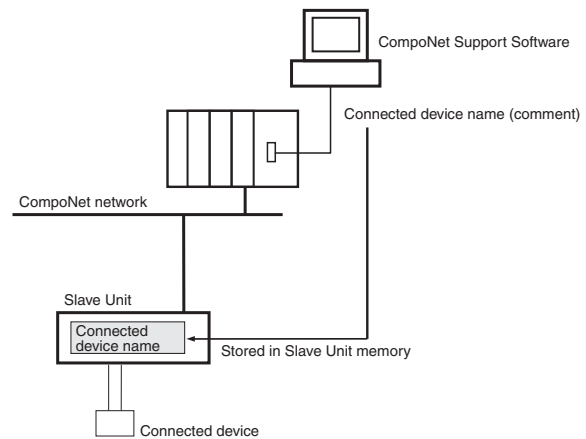 CompoNet Support Software
Connected device name (comment)
CompoNet network
Slave Unit
Connected
device name
Stored in Slave Unit memory
Connected device